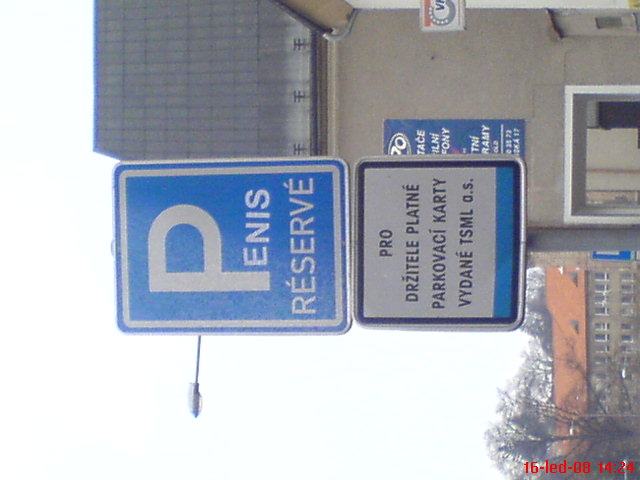 PENIS
RÉSERVÉ
PRO
DRŽITELE PLATNÉ
PARKOVACÍ KARTY
VYDANÉ TSML a.s.
16-led-08 14:24